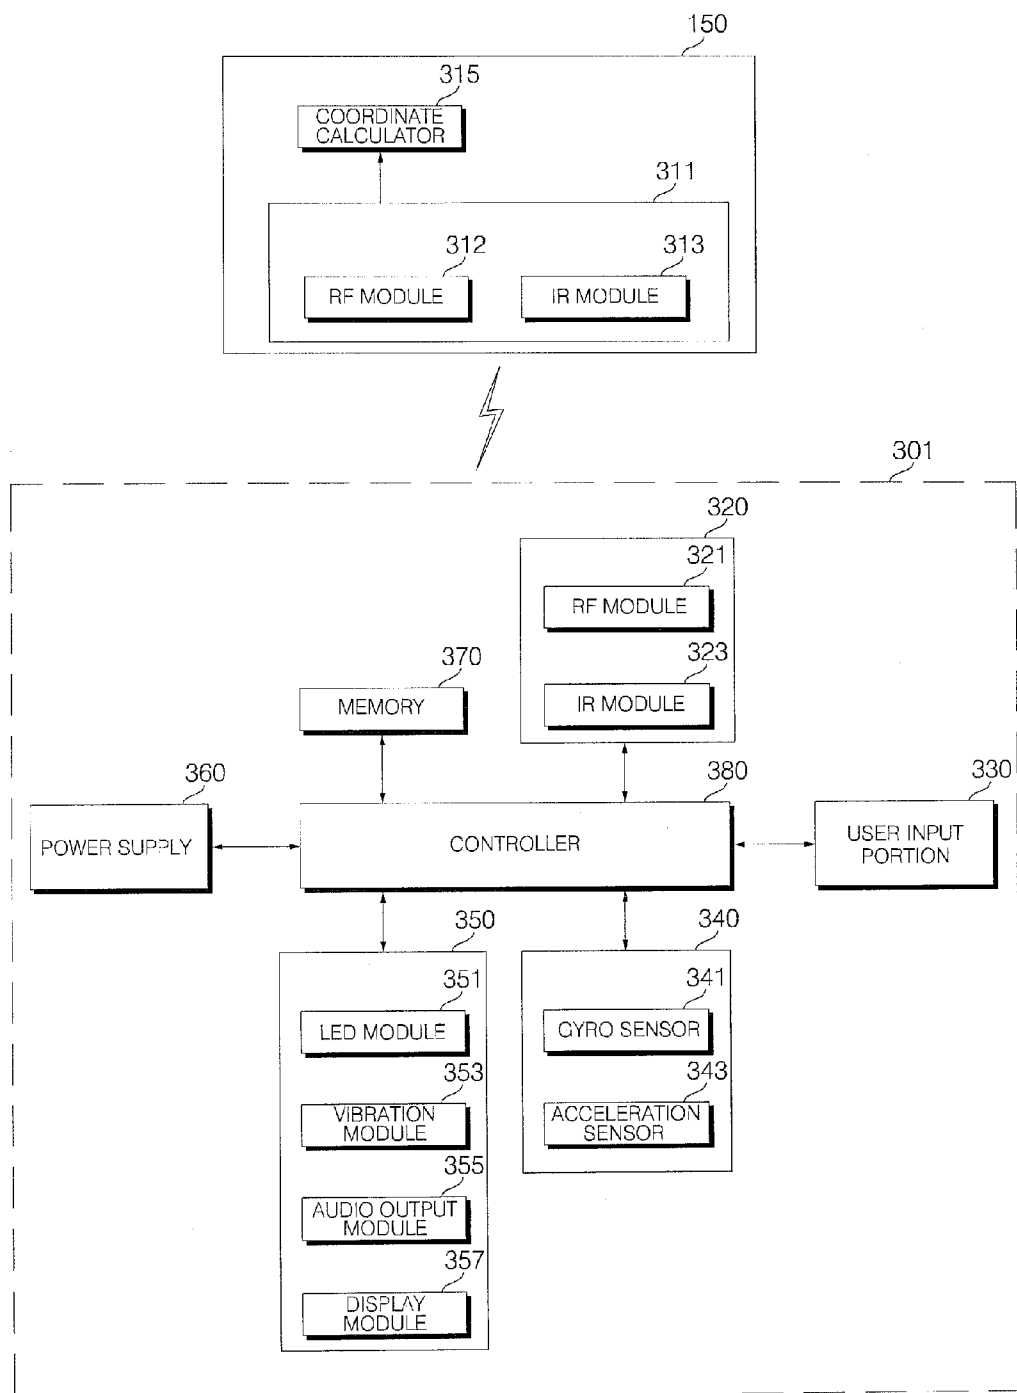 150
315
COORDINATE
CALCULATOR
311
312
313
RF MODULE
IR MODULE
301
320
321
RF MODULE
370
323
MEMORY
IR MODULE
360
380
330
POWER SUPPLY
CONTROLLER
USER INPUT
PORTION
350
340
351
341
LED MODULE
GYRO SENSOR
353
343
VIBRATION
MODULE
ACCELERATION
SENSOR
355
AUDIO OUTPUT
MODULE
357
DISPLAY
MODULE